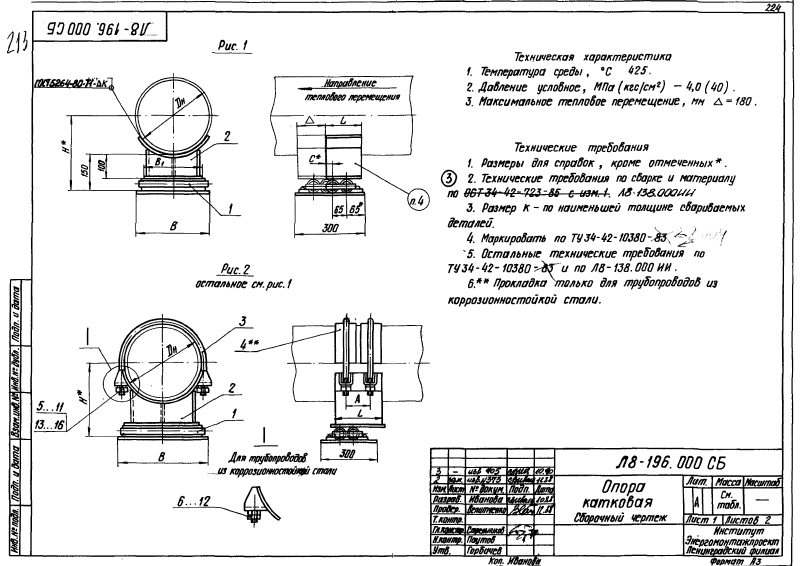 224
213
Л8-196.000 СБ
Рис. 1
ГОСТ 5264-80-Т1-△К
Dн
H*
150
100
B₁
2
1
B
Направление
теплового перемещения
△
L
C*
65
65*
300
п.4
Техническая характеристика
1. Температура среды, °С 425.
2. Давление условное, МПа (кгс/см²) – 4,0 (40).
3. Максимальное тепловое перемещение, мм △=180.
Технические требования
1. Размеры для справок, кроме отмеченных *.
3
2. Технические требования по сварке и материалу
по ОСТ 34-42-723-85 с изм.1. Л8-138.000ИИ
3. Размер К – по наименьшей толщине свариваемых
деталей.
4. Маркировать по ТУ 34-42-10380-83
5. Остальные технические требования по
ТУ 34-42-10380-83 и по Л8-138.000 ИИ.
6.** Прокладка только для трубопроводов из
коррозионностойкой стали.
Рис. 2
остальное см. рис. 1
I
Dн
3
H*
2
1
5...11
13...16
B
4**
A
L
300
I
Для трубопроводов
из коррозионностойкой стали
6...12
Инв. № подл. Подп. и дата Взам. инв. № Инв. № дубл. Подп. и дата
3 – изв 405 10.90
2 зам. изв.
Изм Лист № докум. Подп. Дата
Разраб. Иванова
Провер.
Т. контр.
Гл. констр. Стрельников
Н. контр. Паутов
Утв. Горбачев
Л8-196.000 СБ
Опора
катковая
Сборочный чертеж
Лит. Масса Масштаб
А См. табл. —
Лист 1 Листов 2
Институт
Энергомонтажпроект
Ленинградский филиал
Коп. Иванова
Формат А3